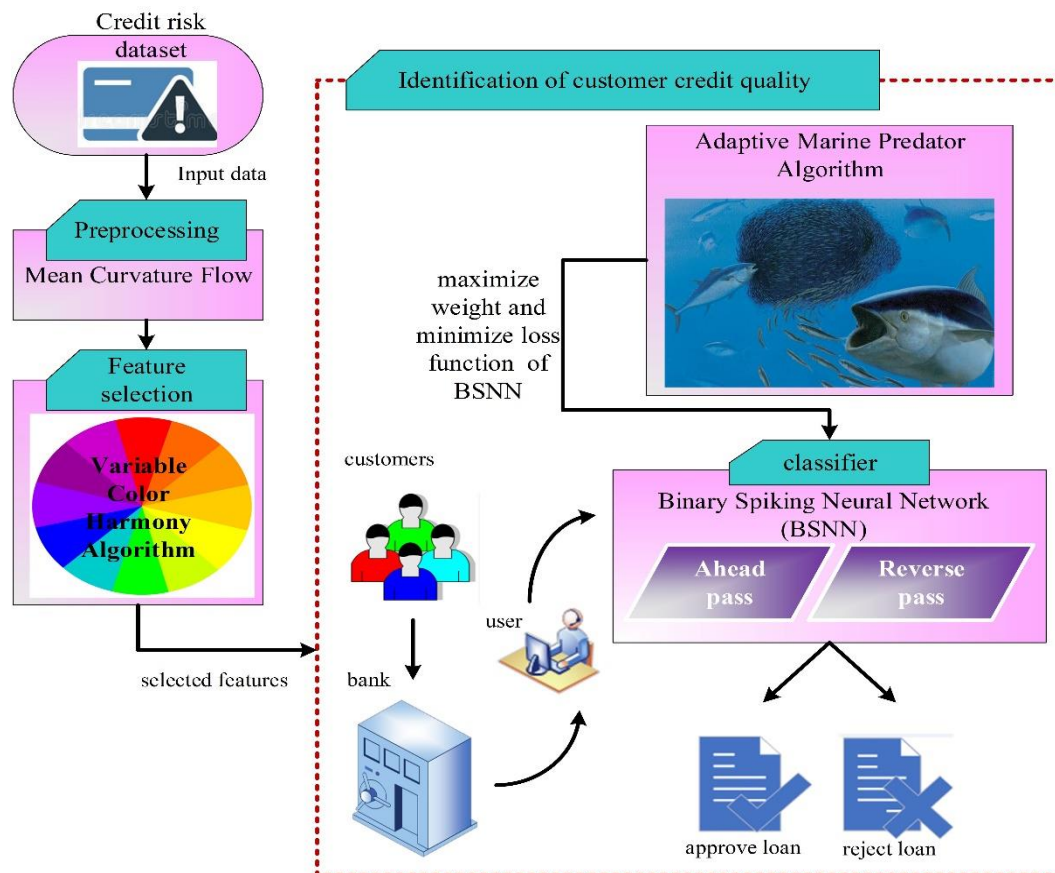 Credit risk
dataset
Input data
Preprocessing
Mean Curvature Flow
Feature
selection
Variable
Color
Harmony
Algorithm
selected features
Identification of customer credit quality
Adaptive Marine Predator
Algorithm
maximize
weight and
minimize loss
function of
BSNN
classifier
Binary Spiking Neural Network
(BSNN)
Ahead
pass
Reverse
pass
customers
user
bank
approve loan
reject loan